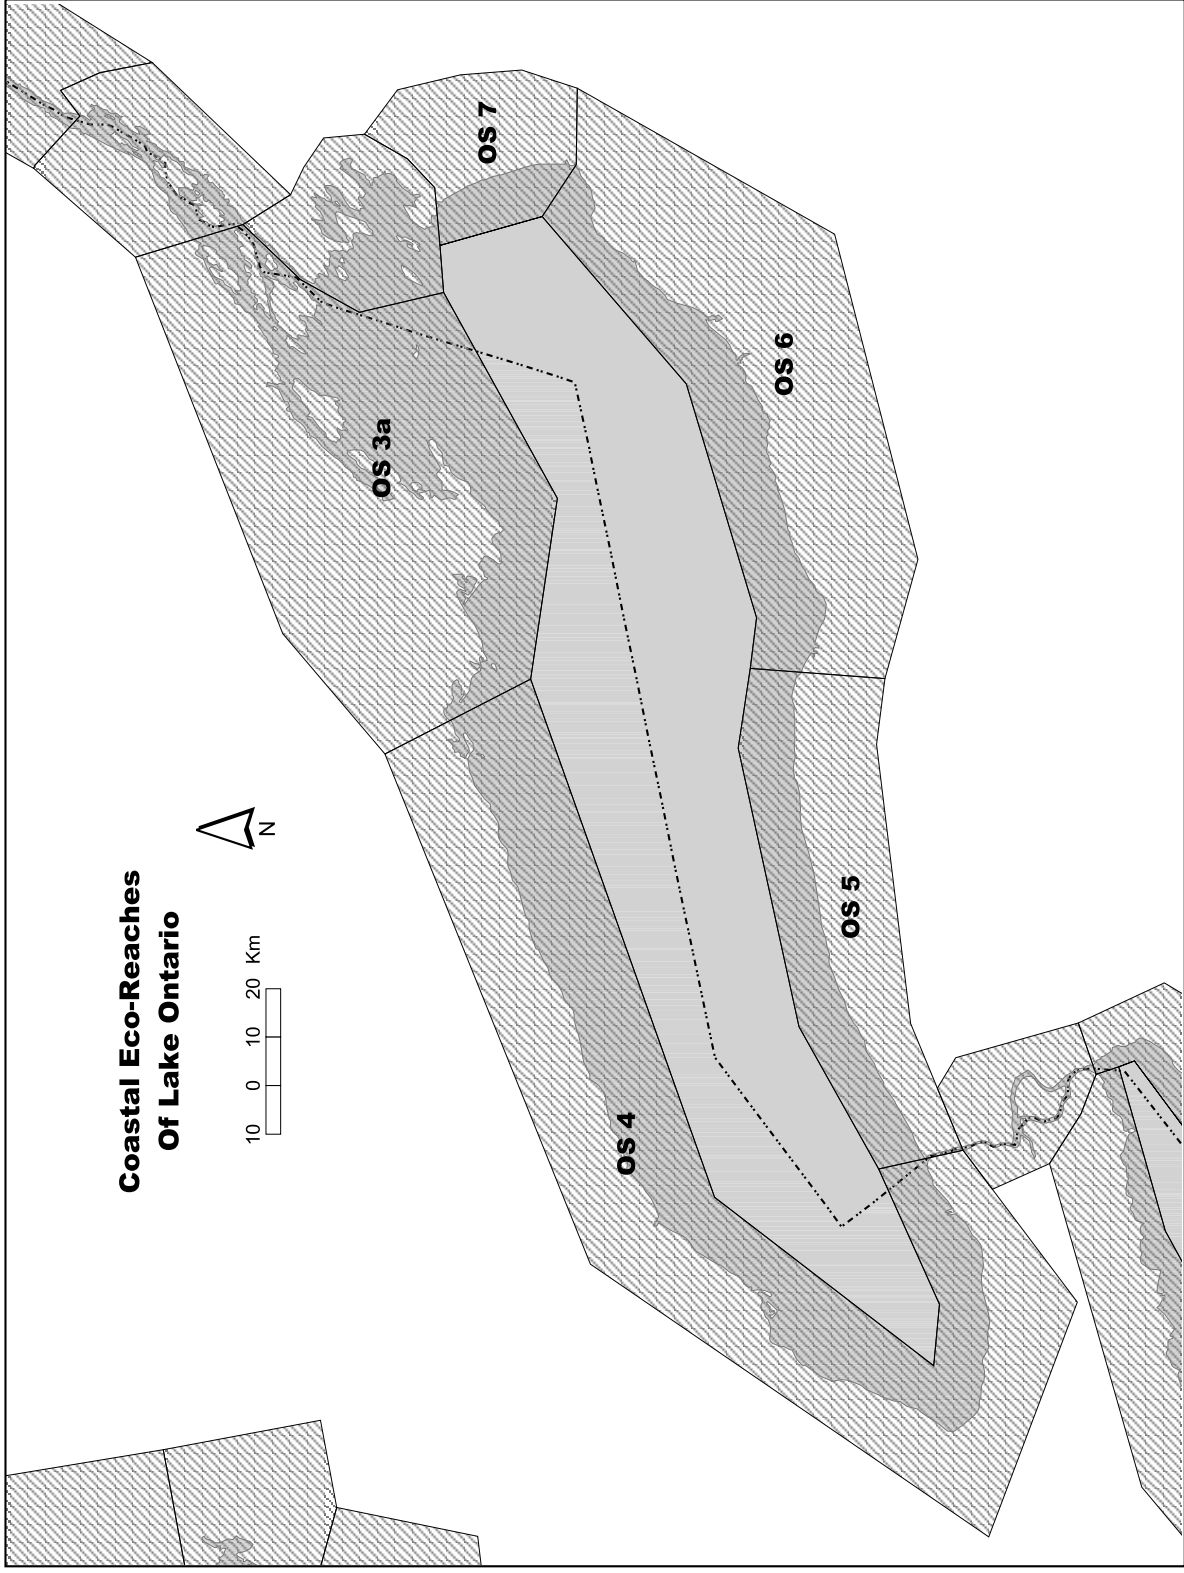 Coastal Eco-Reaches
Of Lake Ontario
10 0 10 20 Km
N
OS 3a
OS 4
OS 5
OS 6
OS 7